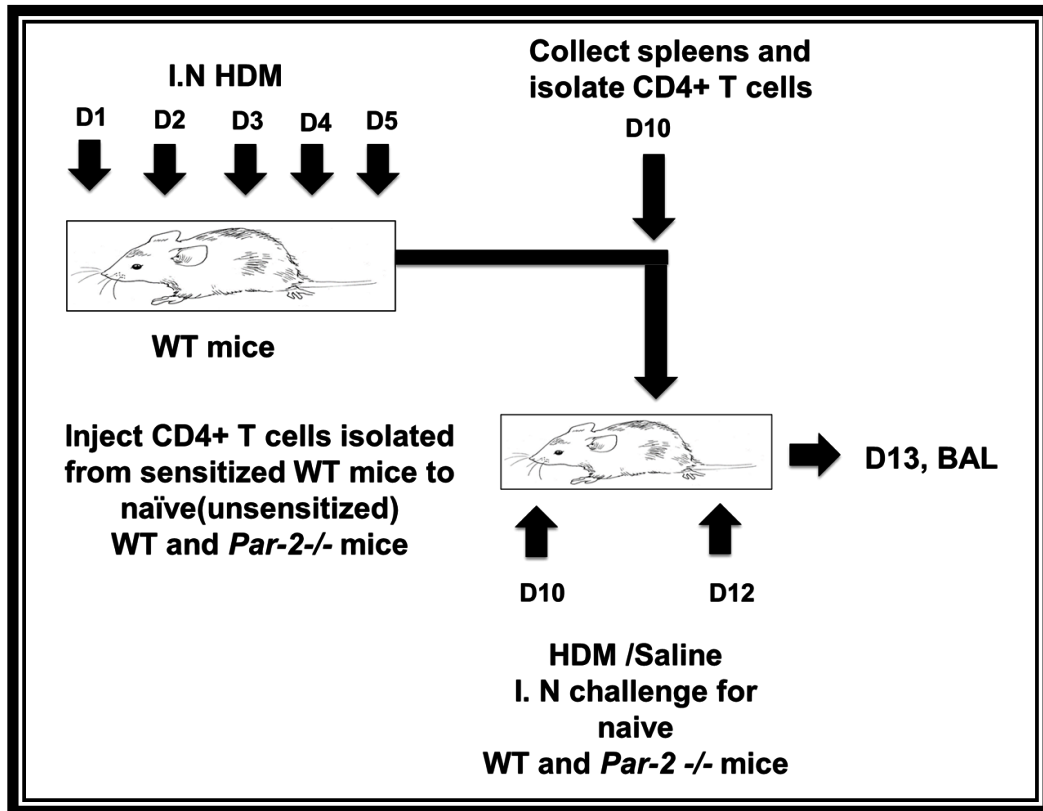 I.N HDM
D1 D2 D3 D4 D5
WT mice
Collect spleens and
isolate CD4+ T cells
D10
Inject CD4+ T cells isolated
from sensitized WT mice to
naïve(unsensitized)
WT and Par-2-/- mice
D13, BAL
D10 D12
HDM /Saline
I. N challenge for
naive
WT and Par-2 -/- mice